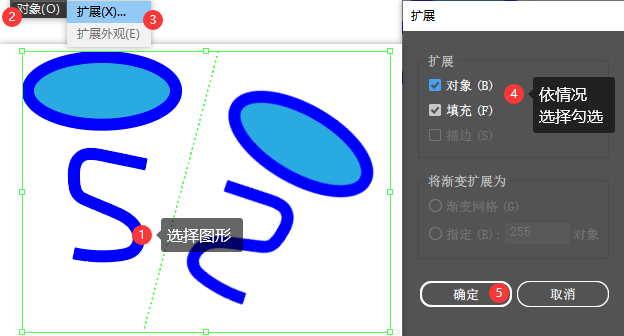 2 对象(O)
扩展(X)... 3
扩展外观(E)
1 选择图形
扩展
扩展
对象 (B)
填充 (F)
描边 (S)
4 依情况
选择勾选
将渐变扩展为
渐变网格 (G)
指定 (E): 255 对象
确定 5 取消